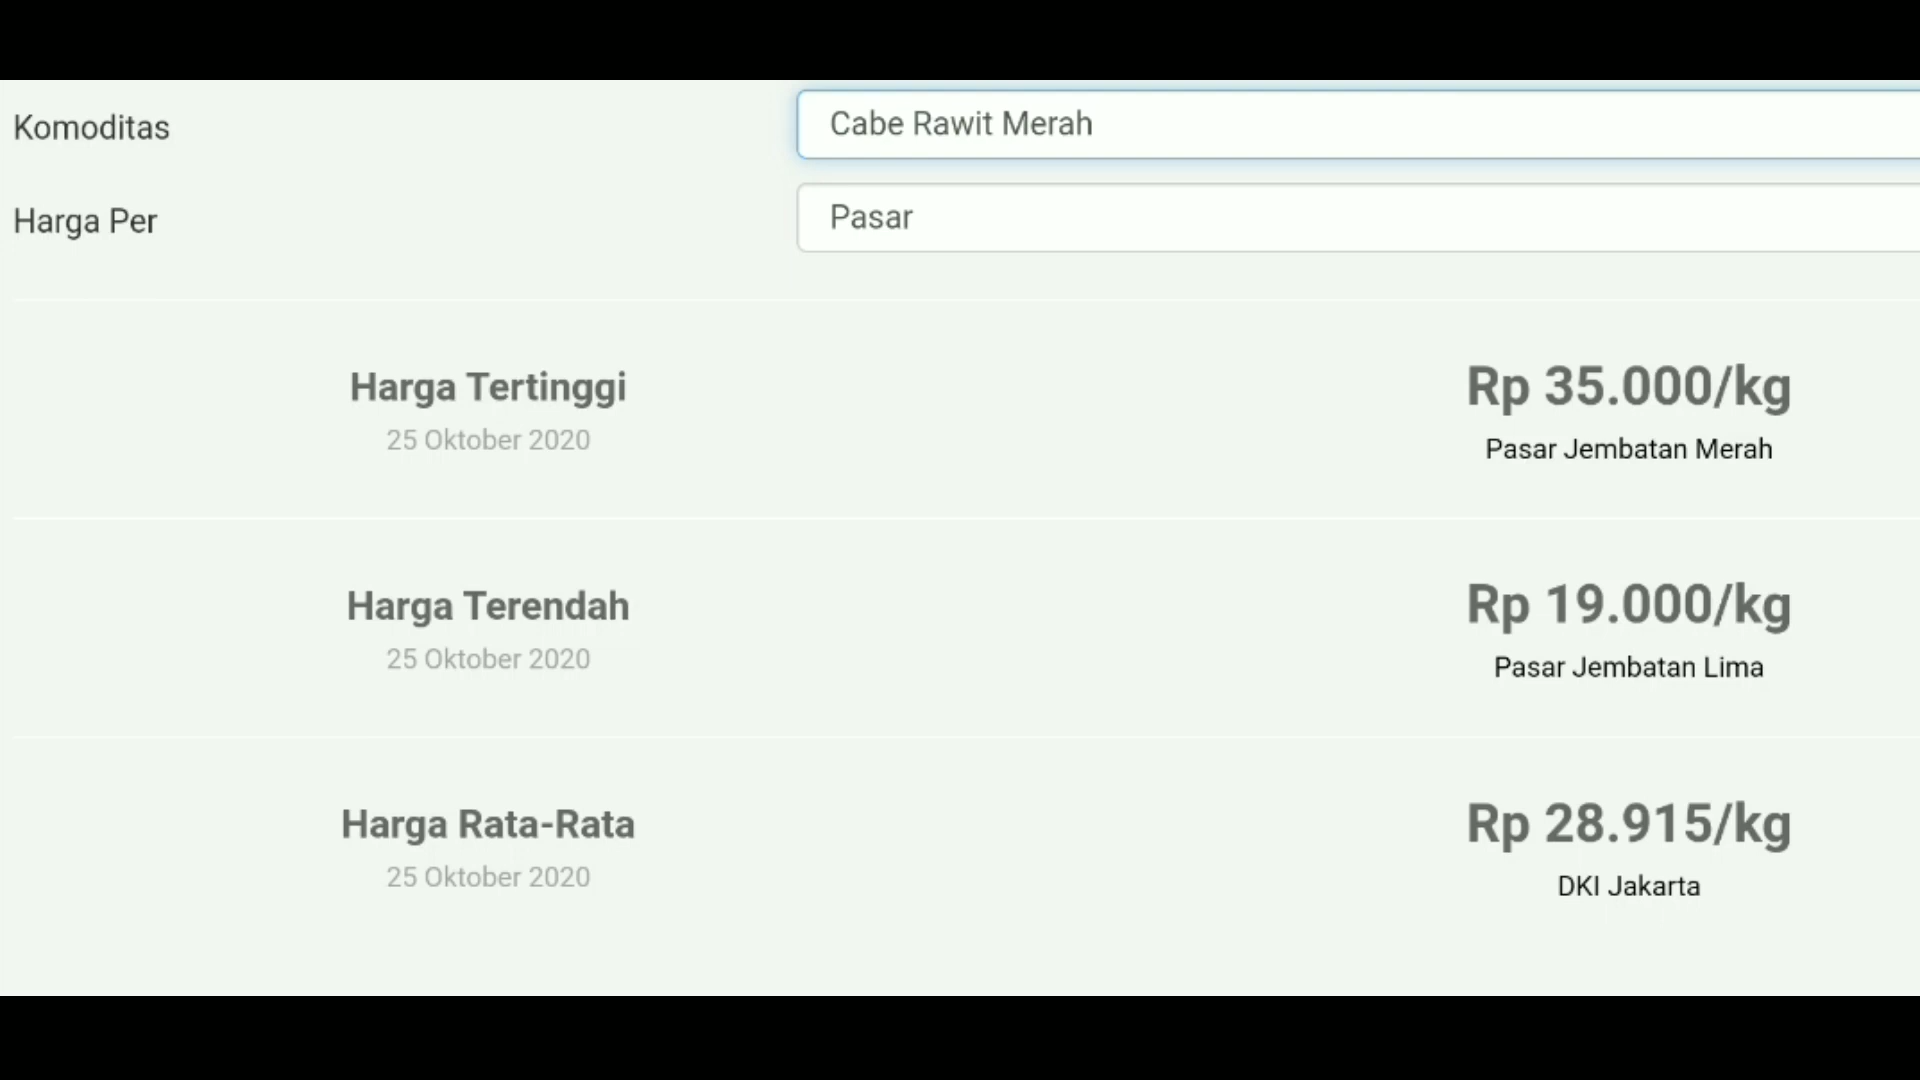 Komoditas
Cabe Rawit Merah
Harga Per
Pasar
Harga Tertinggi
25 Oktober 2020
Rp 35.000/kg
Pasar Jembatan Merah
Harga Terendah
25 Oktober 2020
Rp 19.000/kg
Pasar Jembatan Lima
Harga Rata-Rata
25 Oktober 2020
Rp 28.915/kg
DKI Jakarta